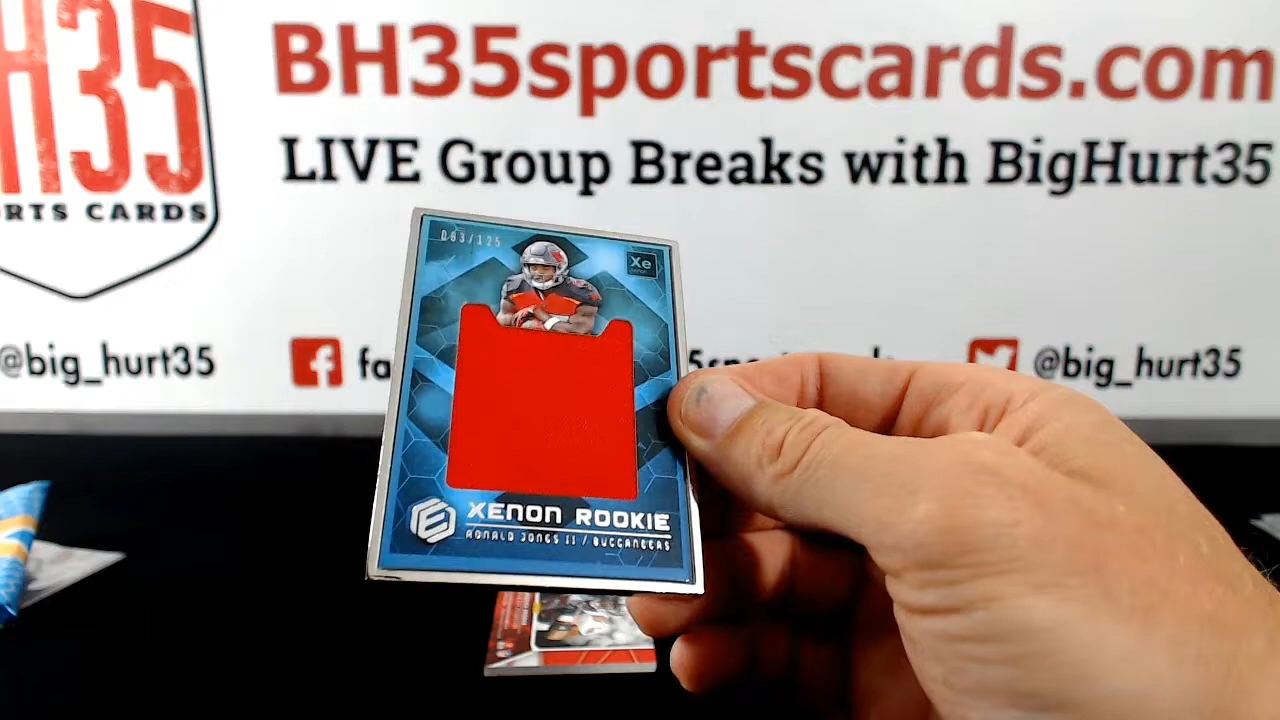 BH35sportscards.com
LIVE Group Breaks with BigHurt35
H35
RTS CARDS
@big_hurt35
fa
@big_hurt35
083/125
Xe
XENON ROOKIE
RONALD JONES II / BUCCANEERS